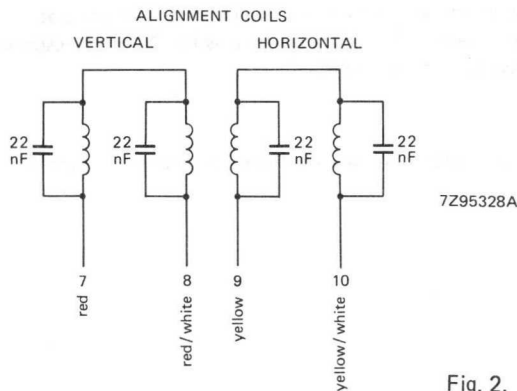 ALIGNMENT COILS
VERTICAL HORIZONTAL
22 nF
22 nF
22 nF
22 nF
7Z95328A
7 8 9 10
red
red/white
yellow
yellow/white
Fig. 2.